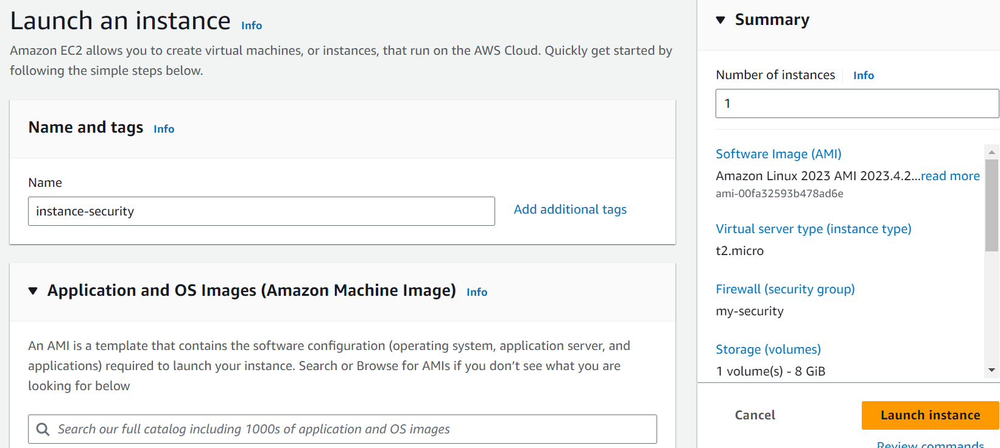 Launch an instance Info
Amazon EC2 allows you to create virtual machines, or instances, that run on the AWS Cloud. Quickly get started by
following the simple steps below.
Name and tags Info
Name
instance-security
Add additional tags
Application and OS Images (Amazon Machine Image) Info
An AMI is a template that contains the software configuration (operating system, application server, and
applications) required to launch your instance. Search or Browse for AMIs if you don’t see what you are
looking for below
Search our full catalog including 1000s of application and OS images
Summary
Number of instances Info
1
Software Image (AMI)
Amazon Linux 2023 AMI 2023.4.2...read more
ami-00fa32593b478ad6e
Virtual server type (instance type)
t2.micro
Firewall (security group)
my-security
Storage (volumes)
1 volume(s) - 8 GiB
Cancel
Launch instance
Review commands